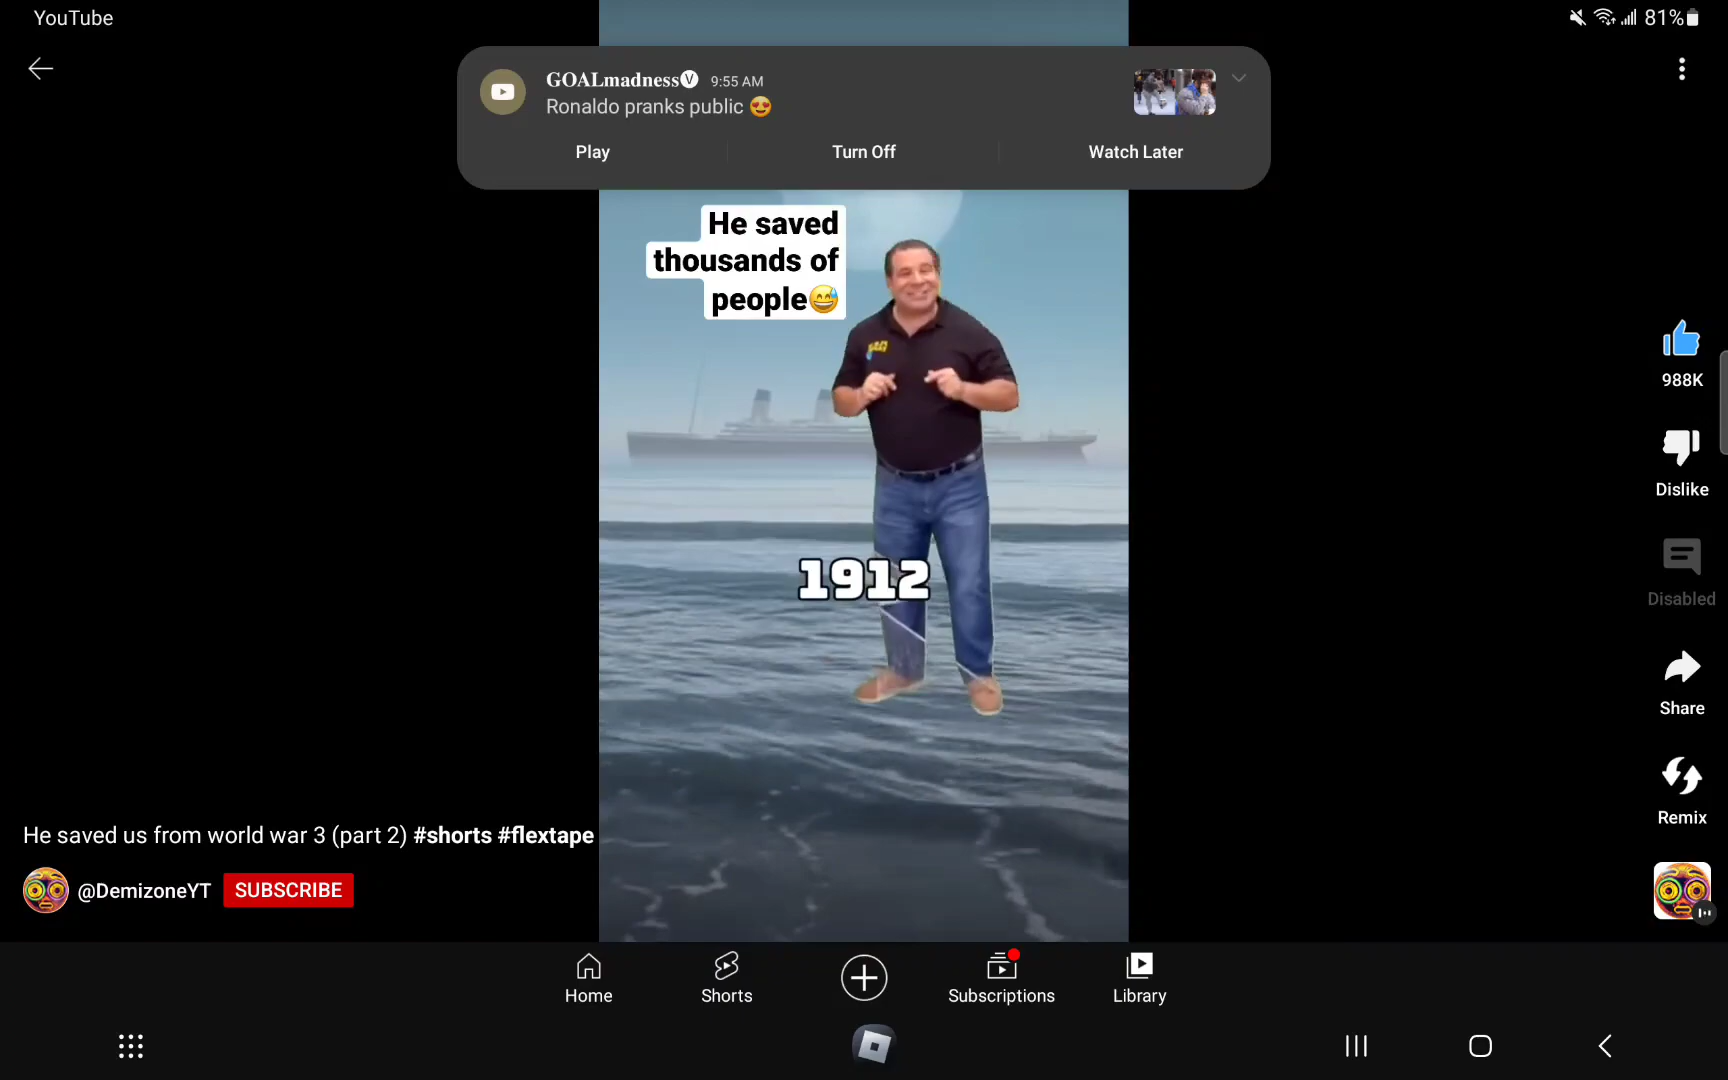 YouTube
81%
GOALmadness 9:55 AM
Ronaldo pranks public 😍
Play
Turn Off
Watch Later
He saved
thousands of
people😅
1912
988K
Dislike
Disabled
Share
Remix
He saved us from world war 3 (part 2) #shorts #flextape
@DemizoneYT
SUBSCRIBE
Home
Shorts
Subscriptions
Library